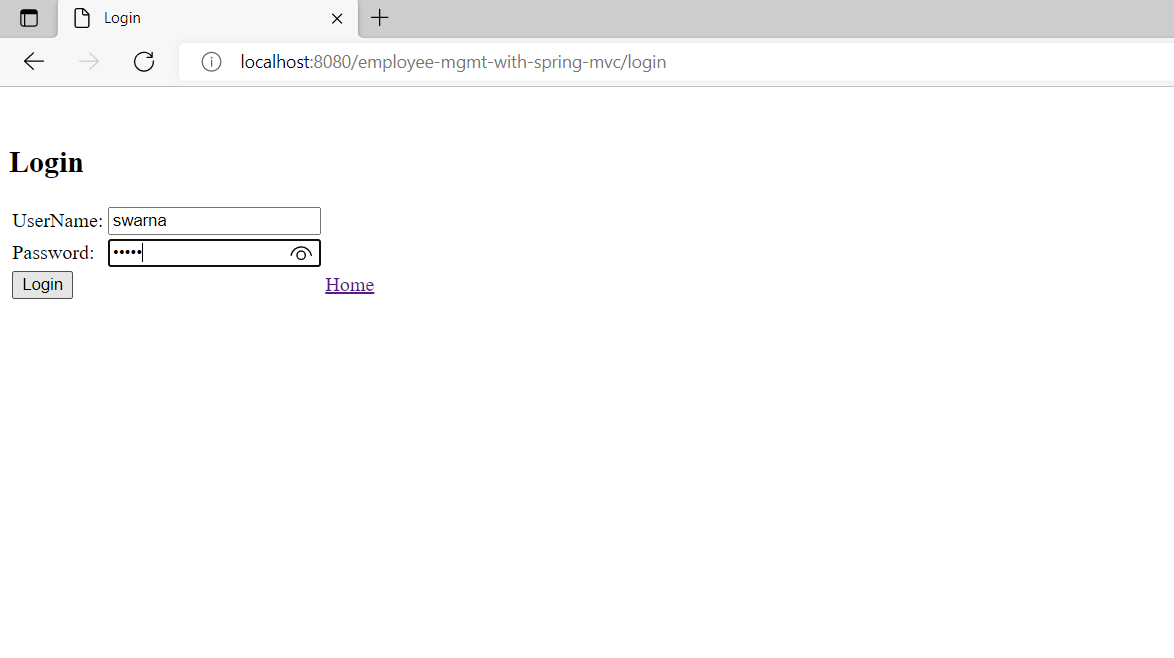 Login
localhost:8080/employee-mgmt-with-spring-mvc/login
Login
UserName: swarna
Password: •••••
Login Home